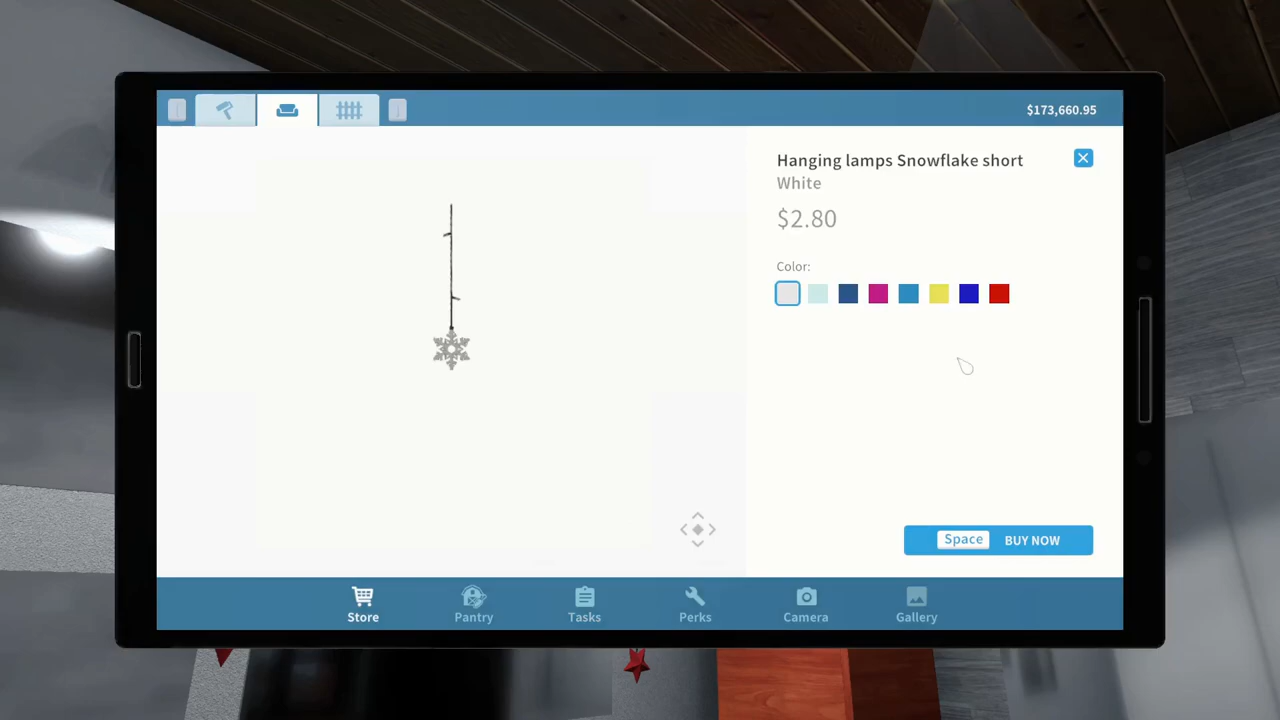 $173,660.95
Hanging lamps Snowflake short
White
$2.80
Color:
Space BUY NOW
Store Pantry Tasks Perks Camera Gallery